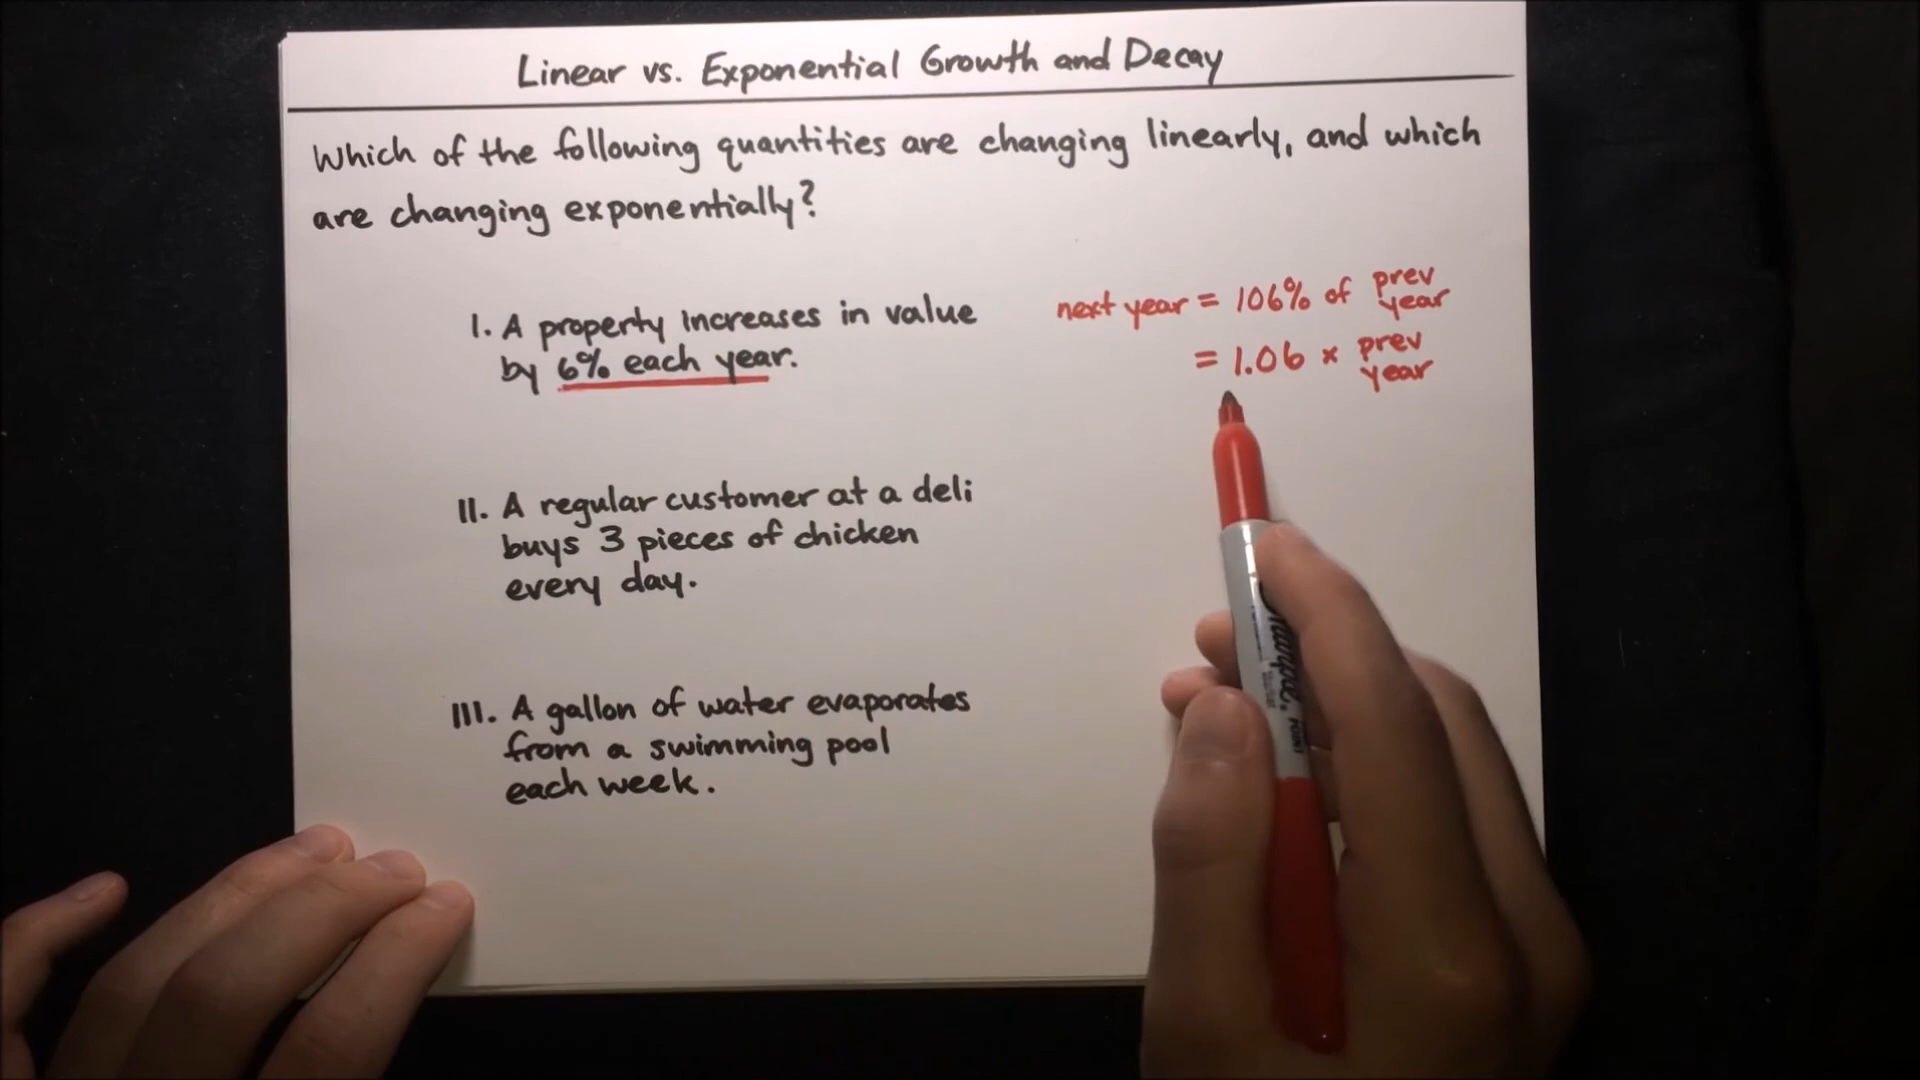 Linear vs. Exponential Growth and Decay
Which of the following quantities are changing linearly, and which
are changing exponentially?
I. A property increases in value
by 6% each year.
next year = 106% of prev year
= 1.06 × prev year
II. A regular customer at a deli
buys 3 pieces of chicken
every day.
III. A gallon of water evaporates
from a swimming pool
each week.
Sharpie.